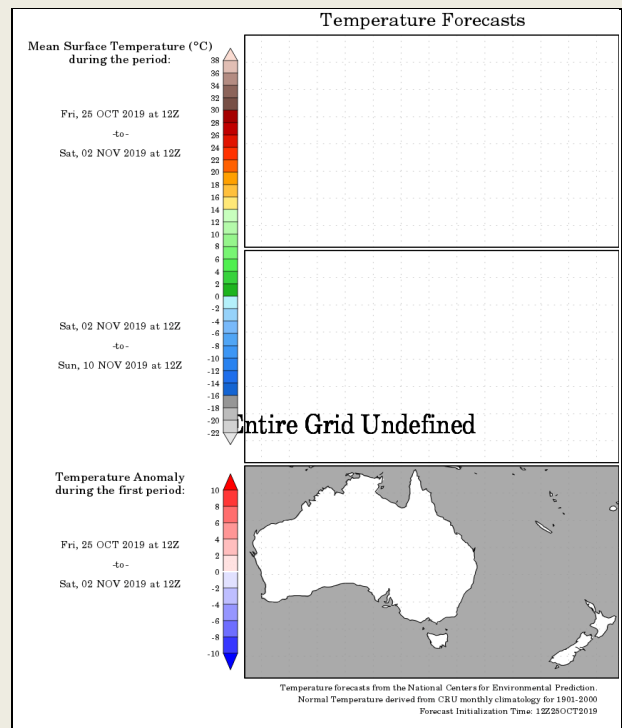 Temperature Forecasts
Mean Surface Temperature (°C)
during the period:
Fri, 25 OCT 2019 at 12Z
-to-
Sat, 02 NOV 2019 at 12Z
38
36
34
32
30
28
26
24
22
20
18
16
14
12
10
8
6
4
2
0
-2
-4
-6
-8
-10
-12
-14
-16
-18
-20
-22
Sat, 02 NOV 2019 at 12Z
-to-
Sun, 10 NOV 2019 at 12Z
Entire Grid Undefined
Temperature Anomaly
during the first period:
Fri, 25 OCT 2019 at 12Z
-to-
Sat, 02 NOV 2019 at 12Z
10
8
6
4
2
0
-2
-4
-6
-8
-10
Temperature forecasts from the National Centers for Environmental Prediction.
Normal Temperature derived from CRU monthly climatology for 1901-2000
Forecast Initialization Time: 12Z25OCT2019